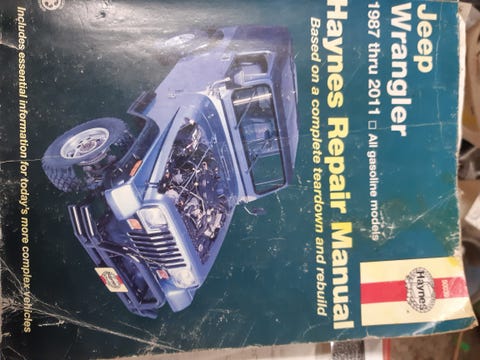 Jeep
Wrangler
1987 thru 2011 □ All gasoline models
Haynes Repair Manual
Based on a complete teardown and rebuild
Haynes
Includes essential information for today's more complex vehicles